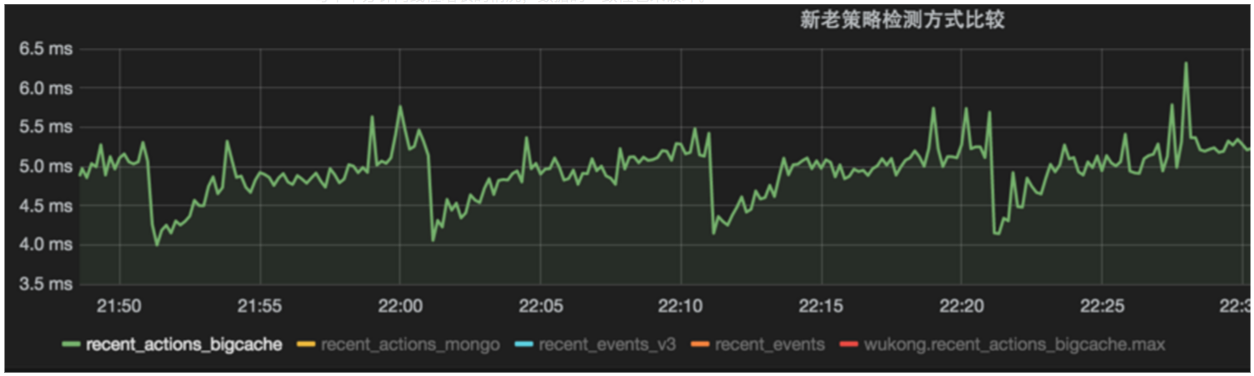 新老策略检测方式比较
6.5 ms
6.0 ms
5.5 ms
5.0 ms
4.5 ms
4.0 ms
3.5 ms
21:50 21:55 22:00 22:05 22:10 22:15 22:20 22:25 22:3
recent_actions_bigcache recent_actions_mongo recent_events_v3 recent_events wukong.recent_actions_bigcache.max